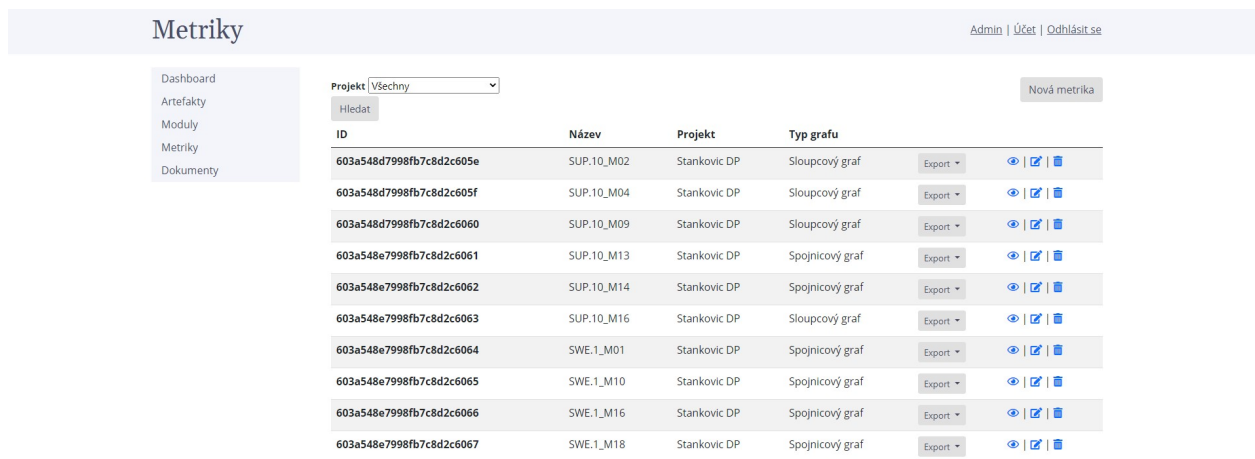 Metriky
Admin | Účet | Odhlásit se
Dashboard
Artefakty
Moduly
Metriky
Dokumenty
Projekt Všechny
Hledat
Nová metrika
ID Název Projekt Typ grafu
603a548d7998fb7c8d2c605e SUP.10_M02 Stankovic DP Sloupcový graf Export | |
603a548d7998fb7c8d2c605f SUP.10_M04 Stankovic DP Sloupcový graf Export | |
603a548d7998fb7c8d2c6060 SUP.10_M09 Stankovic DP Sloupcový graf Export | |
603a548e7998fb7c8d2c6061 SUP.10_M13 Stankovic DP Spojnicový graf Export | |
603a548e7998fb7c8d2c6062 SUP.10_M14 Stankovic DP Spojnicový graf Export | |
603a548e7998fb7c8d2c6063 SUP.10_M16 Stankovic DP Sloupcový graf Export | |
603a548e7998fb7c8d2c6064 SWE.1_M01 Stankovic DP Spojnicový graf Export | |
603a548e7998fb7c8d2c6065 SWE.1_M10 Stankovic DP Spojnicový graf Export | |
603a548e7998fb7c8d2c6066 SWE.1_M16 Stankovic DP Spojnicový graf Export | |
603a548e7998fb7c8d2c6067 SWE.1_M18 Stankovic DP Spojnicový graf Export | |